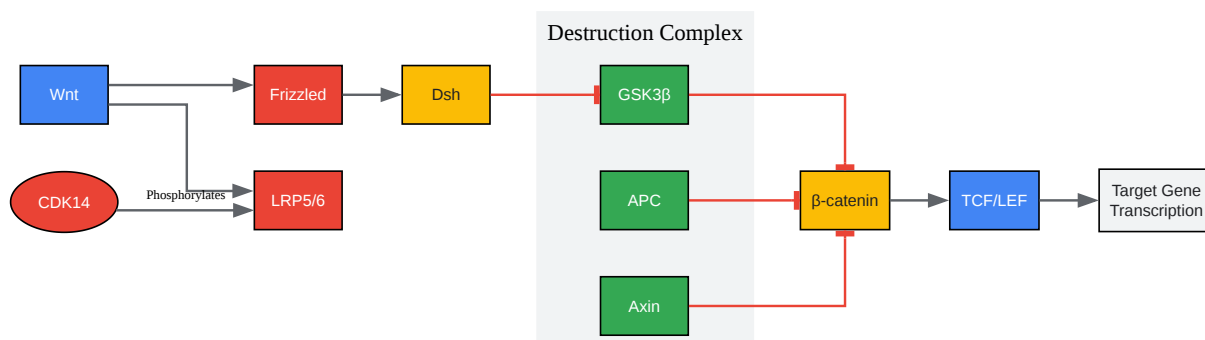 Destruction Complex
Wnt
Frizzled
Dsh
GSK3β
CDK14
Phosphorylates
LRP5/6
APC
β-catenin
TCF/LEF
Target Gene
Transcription
Axin